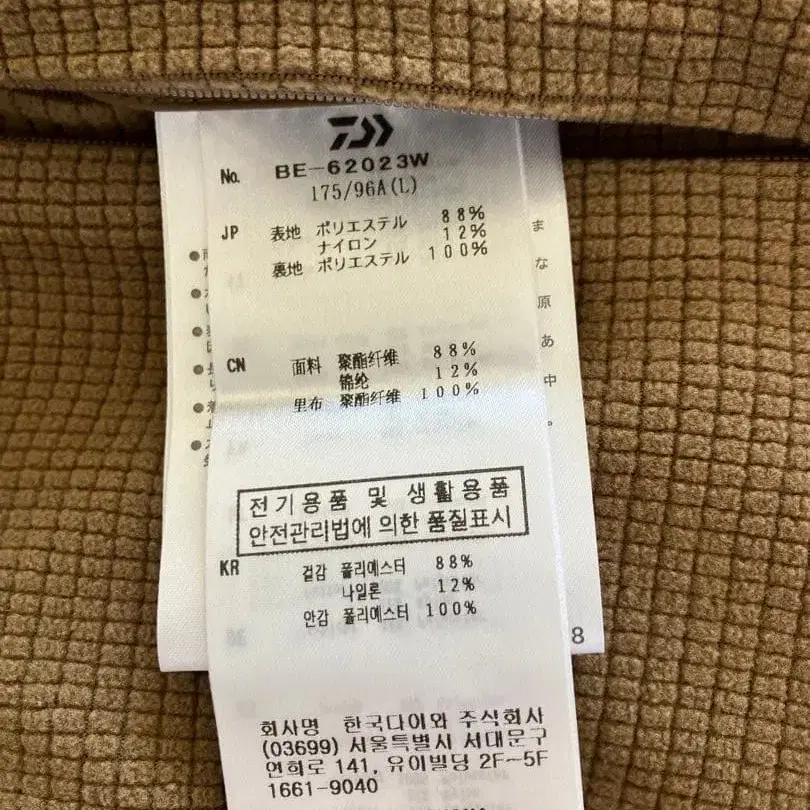 No. BE-62023W
175/96A(L)
JP 表地 ポリエステル 88%
ナイロン 12%
裏地 ポリエステル 100%
CN 面料 聚酯纤维 88%
锦纶 12%
里布 聚酯纤维 100%
전기용품 및 생활용품
안전관리법에 의한 품질표시
KR 겉감 폴리에스터 88%
나일론 12%
안감 폴리에스터 100%
회사명 한국다이와 주식회사
(03699) 서울특별시 서대문구
연희로 141, 유이빌딩 2F~5F
1661-9040
ま
な
原
あ
中
。
8